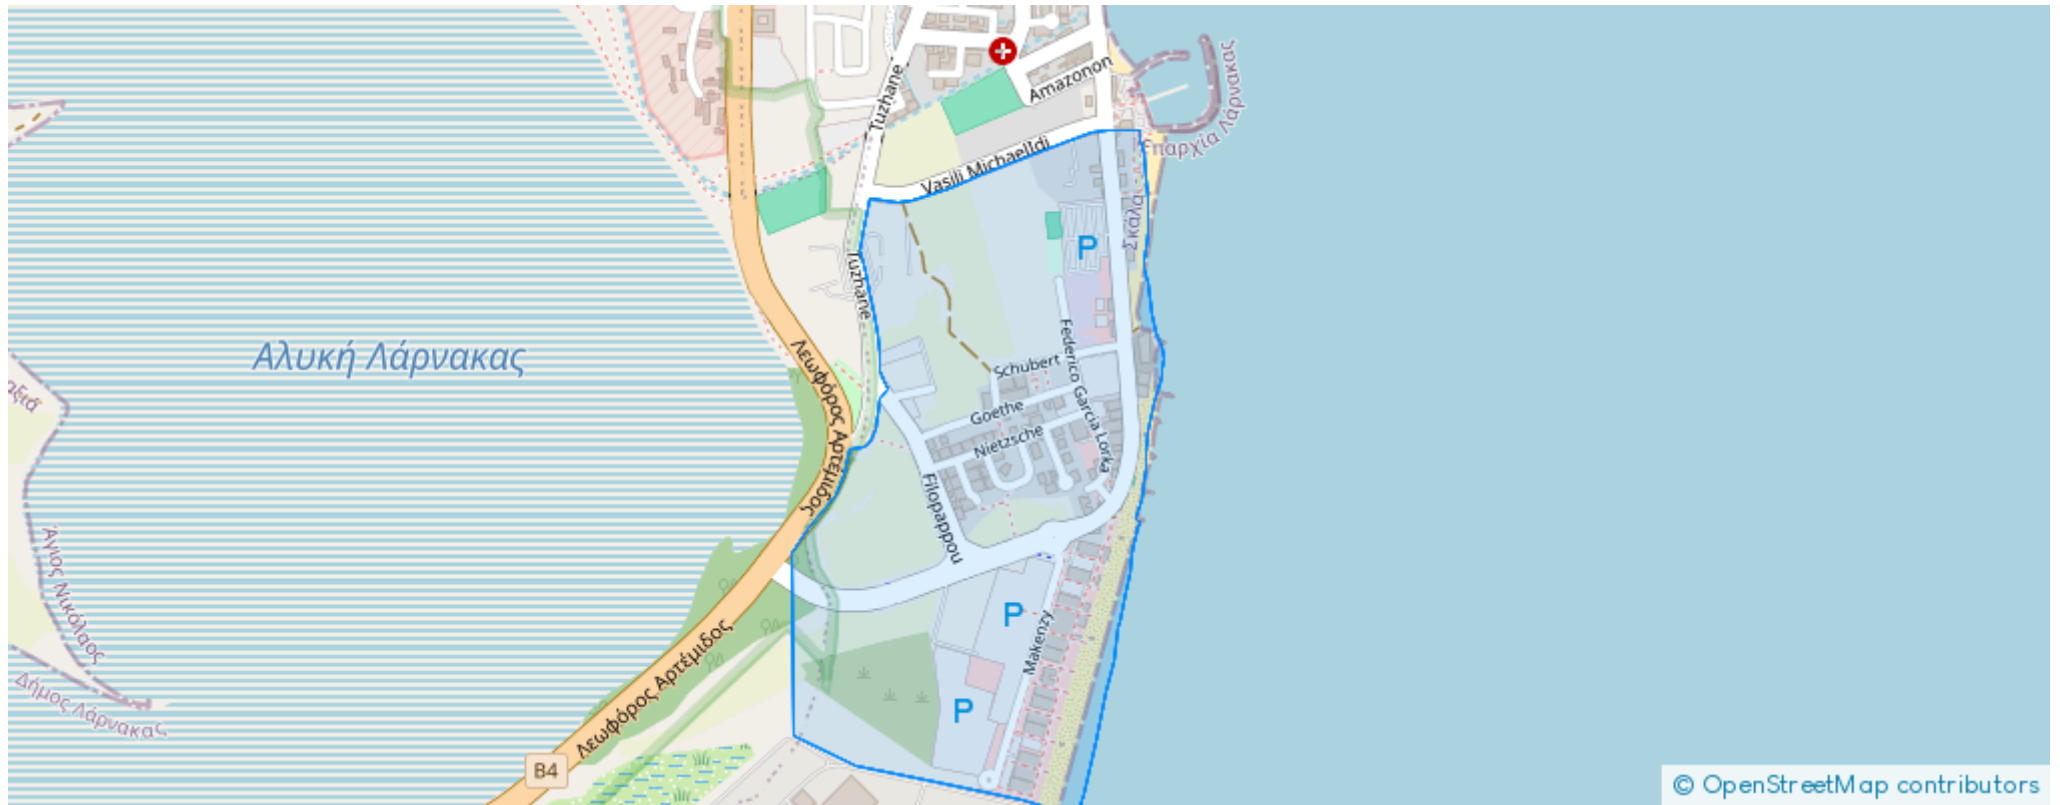 Λάρνακας
Επαρχία Λάρνακας
Amazonon
Tuzhane
Vasili MichaelIdi
Σκάλα
P
Tuzhane
Αλυκή Λάρνακας
Λεωφόρος Αρτέμιδος
Schubert
Federico Garcia Lorka
Goethe
Nietzsche
Filopappou
Άγιος Νικόλαος
Δήμος Λάρνακας
P
Makenzy
Λεωφόρος Αρτέμιδος
P
B4
© OpenStreetMap contributors